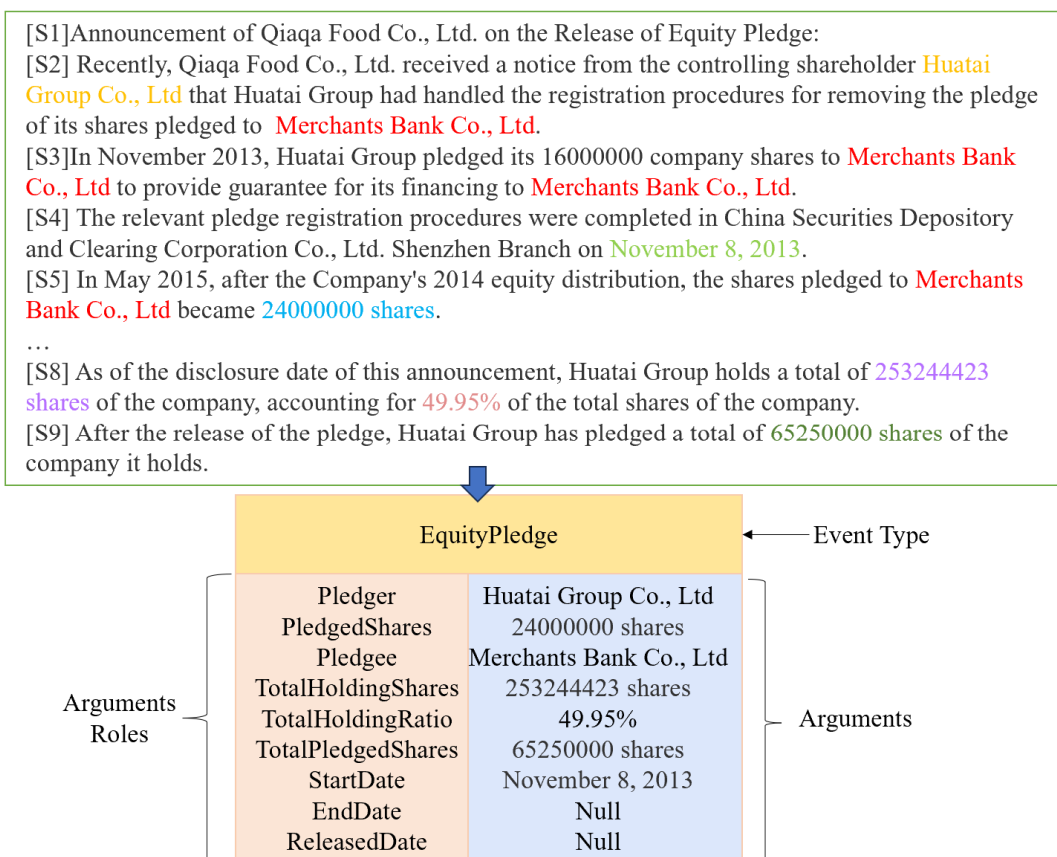 [S1]Announcement of Qiaqa Food Co., Ltd. on the Release of Equity Pledge:
[S2] Recently, Qiaqa Food Co., Ltd. received a notice from the controlling shareholder Huatai
Group Co., Ltd that Huatai Group had handled the registration procedures for removing the pledge
of its shares pledged to Merchants Bank Co., Ltd.
[S3]In November 2013, Huatai Group pledged its 16000000 company shares to Merchants Bank
Co., Ltd to provide guarantee for its financing to Merchants Bank Co., Ltd.
[S4] The relevant pledge registration procedures were completed in China Securities Depository
and Clearing Corporation Co., Ltd. Shenzhen Branch on November 8, 2013.
[S5] In May 2015, after the Company's 2014 equity distribution, the shares pledged to Merchants
Bank Co., Ltd became 24000000 shares.
…
[S8] As of the disclosure date of this announcement, Huatai Group holds a total of 253244423
shares of the company, accounting for 49.95% of the total shares of the company.
[S9] After the release of the pledge, Huatai Group has pledged a total of 65250000 shares of the
company it holds.
EquityPledge
Event Type
Pledger Huatai Group Co., Ltd
PledgedShares 24000000 shares
Pledgee Merchants Bank Co., Ltd
TotalHoldingShares 253244423 shares
TotalHoldingRatio 49.95%
TotalPledgedShares 65250000 shares
StartDate November 8, 2013
EndDate Null
ReleasedDate Null
Arguments
Roles
Arguments